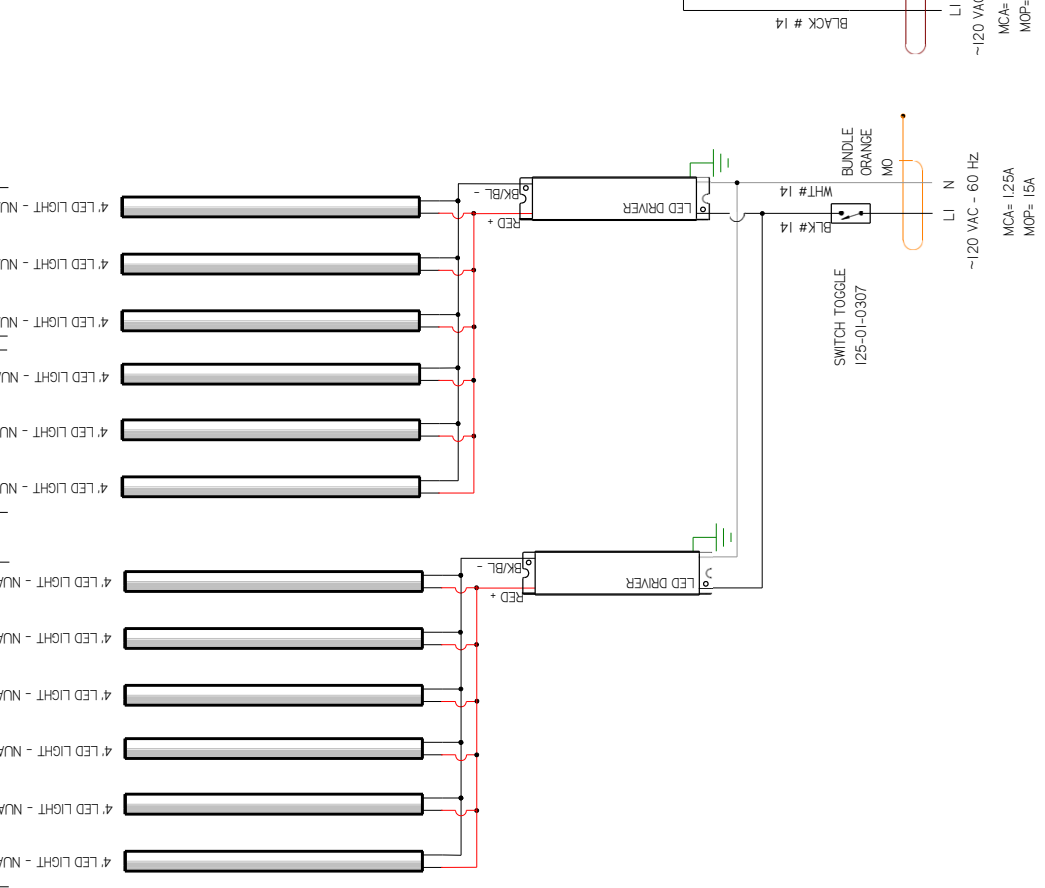 BLACK # 14
L1
~120 VAC
MCA=
MOP=
BUNDLE
ORANGE
MO
WHT# 14
BLK# 14
N
L1
~120 VAC - 60 HZ
MCA= 1.25A
MOP= 15A
SWITCH TOGGLE
125-01-0307
BK/BL -
RED +
LED DRIVER
4' LED LIGHT - NU
4' LED LIGHT - NU
4' LED LIGHT - NU
4' LED LIGHT - NU
4' LED LIGHT - NU
4' LED LIGHT - NU
BK/BL -
RED +
LED DRIVER
4' LED LIGHT - NUA
4' LED LIGHT - NUA
4' LED LIGHT - NUA
4' LED LIGHT - NUA
4' LED LIGHT - NUA
4' LED LIGHT - NUA